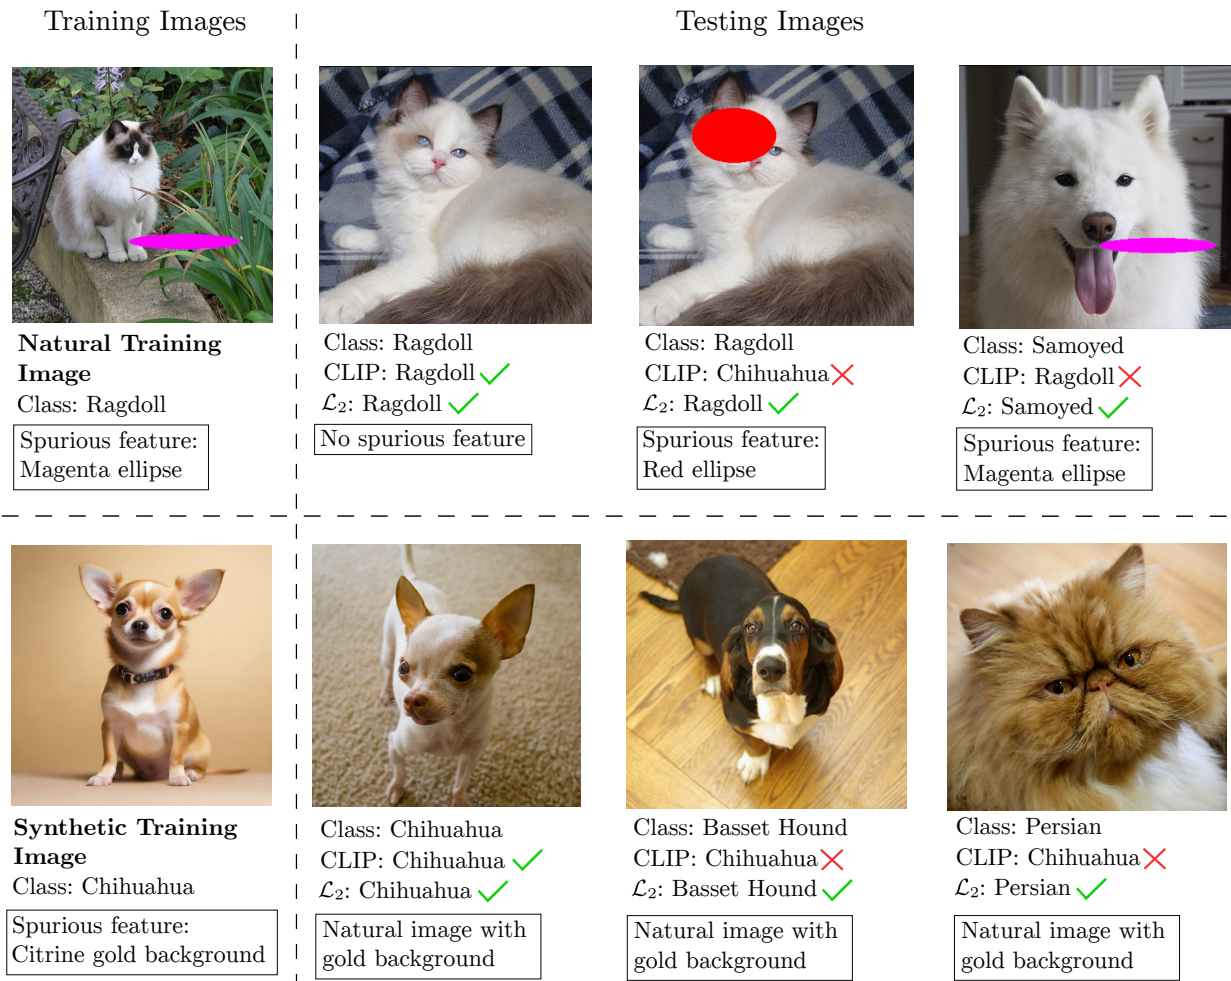 Training Images
Testing Images
Natural Training
Image
Class: Ragdoll
Spurious feature:
Magenta ellipse
Class: Ragdoll
CLIP: Ragdoll ✓
ℒ₂: Ragdoll ✓
No spurious feature
Class: Ragdoll
CLIP: Chihuahua ✗
ℒ₂: Ragdoll ✓
Spurious feature:
Red ellipse
Class: Samoyed
CLIP: Ragdoll ✗
ℒ₂: Samoyed ✓
Spurious feature:
Magenta ellipse
Synthetic Training
Image
Class: Chihuahua
Spurious feature:
Citrine gold background
Class: Chihuahua
CLIP: Chihuahua ✓
ℒ₂: Chihuahua ✓
Natural image with
gold background
Class: Basset Hound
CLIP: Chihuahua ✗
ℒ₂: Basset Hound ✓
Natural image with
gold background
Class: Persian
CLIP: Chihuahua ✗
ℒ₂: Persian ✓
Natural image with
gold background